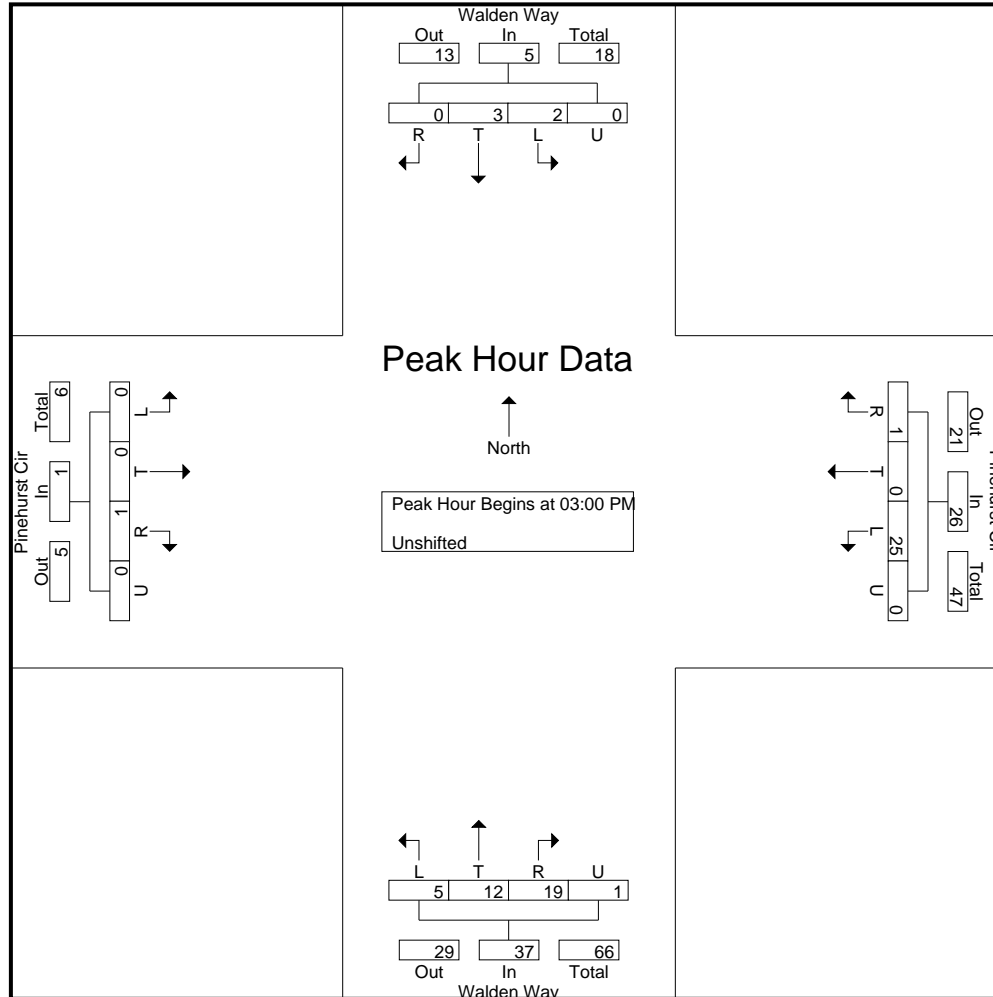 Walden Way
Out In Total
13 5 18
0 3 2 0
R T L U
Peak Hour Data
North
Peak Hour Begins at 03:00 PM
Unshifted
Pinehurst Cir
Total In Out
6 1 5
0 0 1 0
L T R U
R T L U
1 0 25 0
Out In Total
21 26 47
L T R U
5 12 19 1
29 37 66
Out In Total
Walden Way